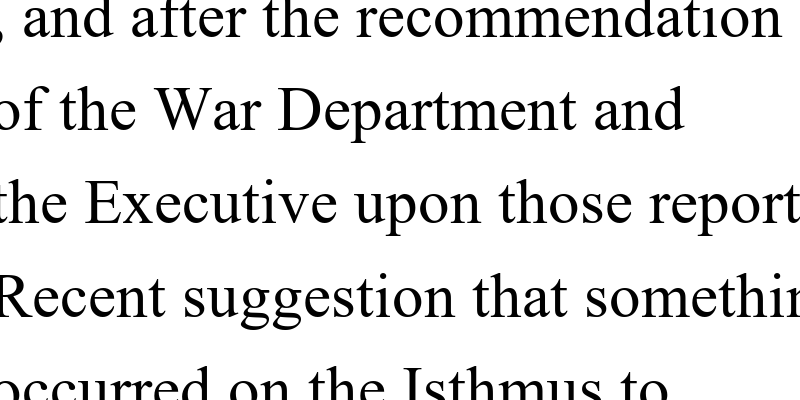 , and after the recommendation
of the War Department and
the Executive upon those report
Recent suggestion that somethin
occurred on the Isthmus to